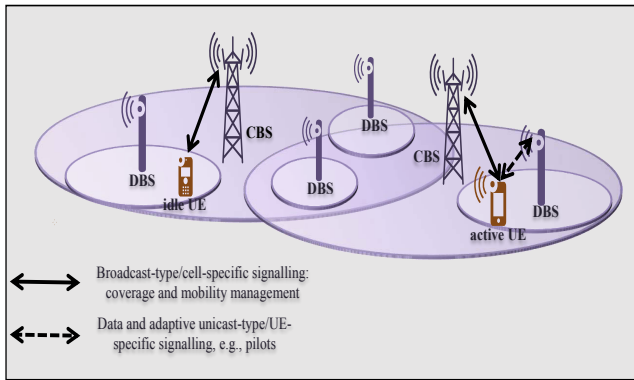 CBS
DBS
DBS
CBS
DBS
DBS
idle UE
active UE
Broadcast-type/cell-specific signalling:
coverage and mobility management
Data and adaptive unicast-type/UE-
specific signalling, e.g., pilots